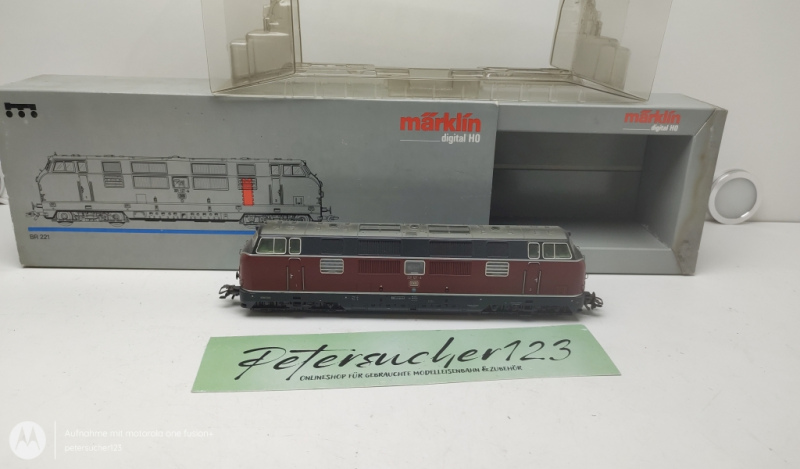 märklin
digital H0
märklin
digital H0
BR 221
Petersucher123
ONLINESHOP FÜR GEBRAUCHTE MODELLEISENBAHN & ZUBEHÖR
Aufnahme mit motorola one fusion+
petersucher123